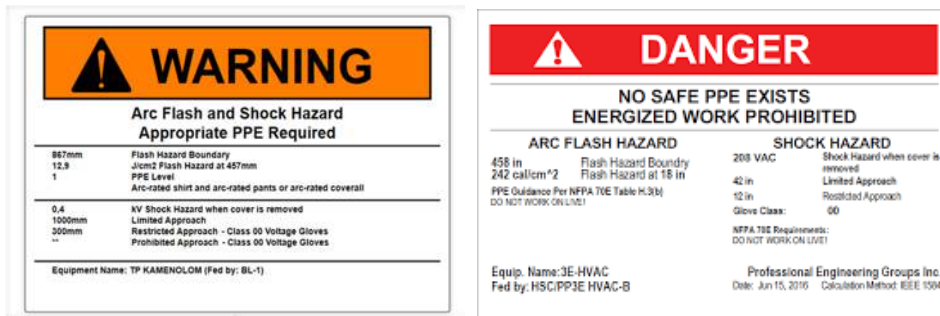 WARNING
Arc Flash and Shock Hazard
Appropriate PPE Required
867mm Flash Hazard Boundary
12,9 J/cm2 Flash Hazard at 457mm
1 PPE Level
Arc-rated shirt and arc-rated pants or arc-rated coverall
0,4 kV Shock Hazard when cover is removed
1000mm Limited Approach
300mm Restricted Approach - Class 00 Voltage Gloves
-- Prohibited Approach - Class 00 Voltage Gloves
Equipment Name: TP KAMENOLOM (Fed by: BL-1)
DANGER
NO SAFE PPE EXISTS
ENERGIZED WORK PROHIBITED
ARC FLASH HAZARD
458 in Flash Hazard Boundry
242 cal/cm^2 Flash Hazard at 18 in
PPE Guidance Per NFPA 70E Table H.3(b)
DO NOT WORK ON LIVE!
SHOCK HAZARD
208 VAC Shock Hazard when cover is
removed
42 in Limited Approach
12 in Restricted Approach
Glove Class: 00
NFPA 70E Requirements:
DO NOT WORK ON LIVE!
Equip. Name:3E-HVAC
Fed by: HSC/PP3E HVAC-B
Professional Engineering Groups Inc.
Date: Jun 15, 2016 Calculation Method: IEEE 1584